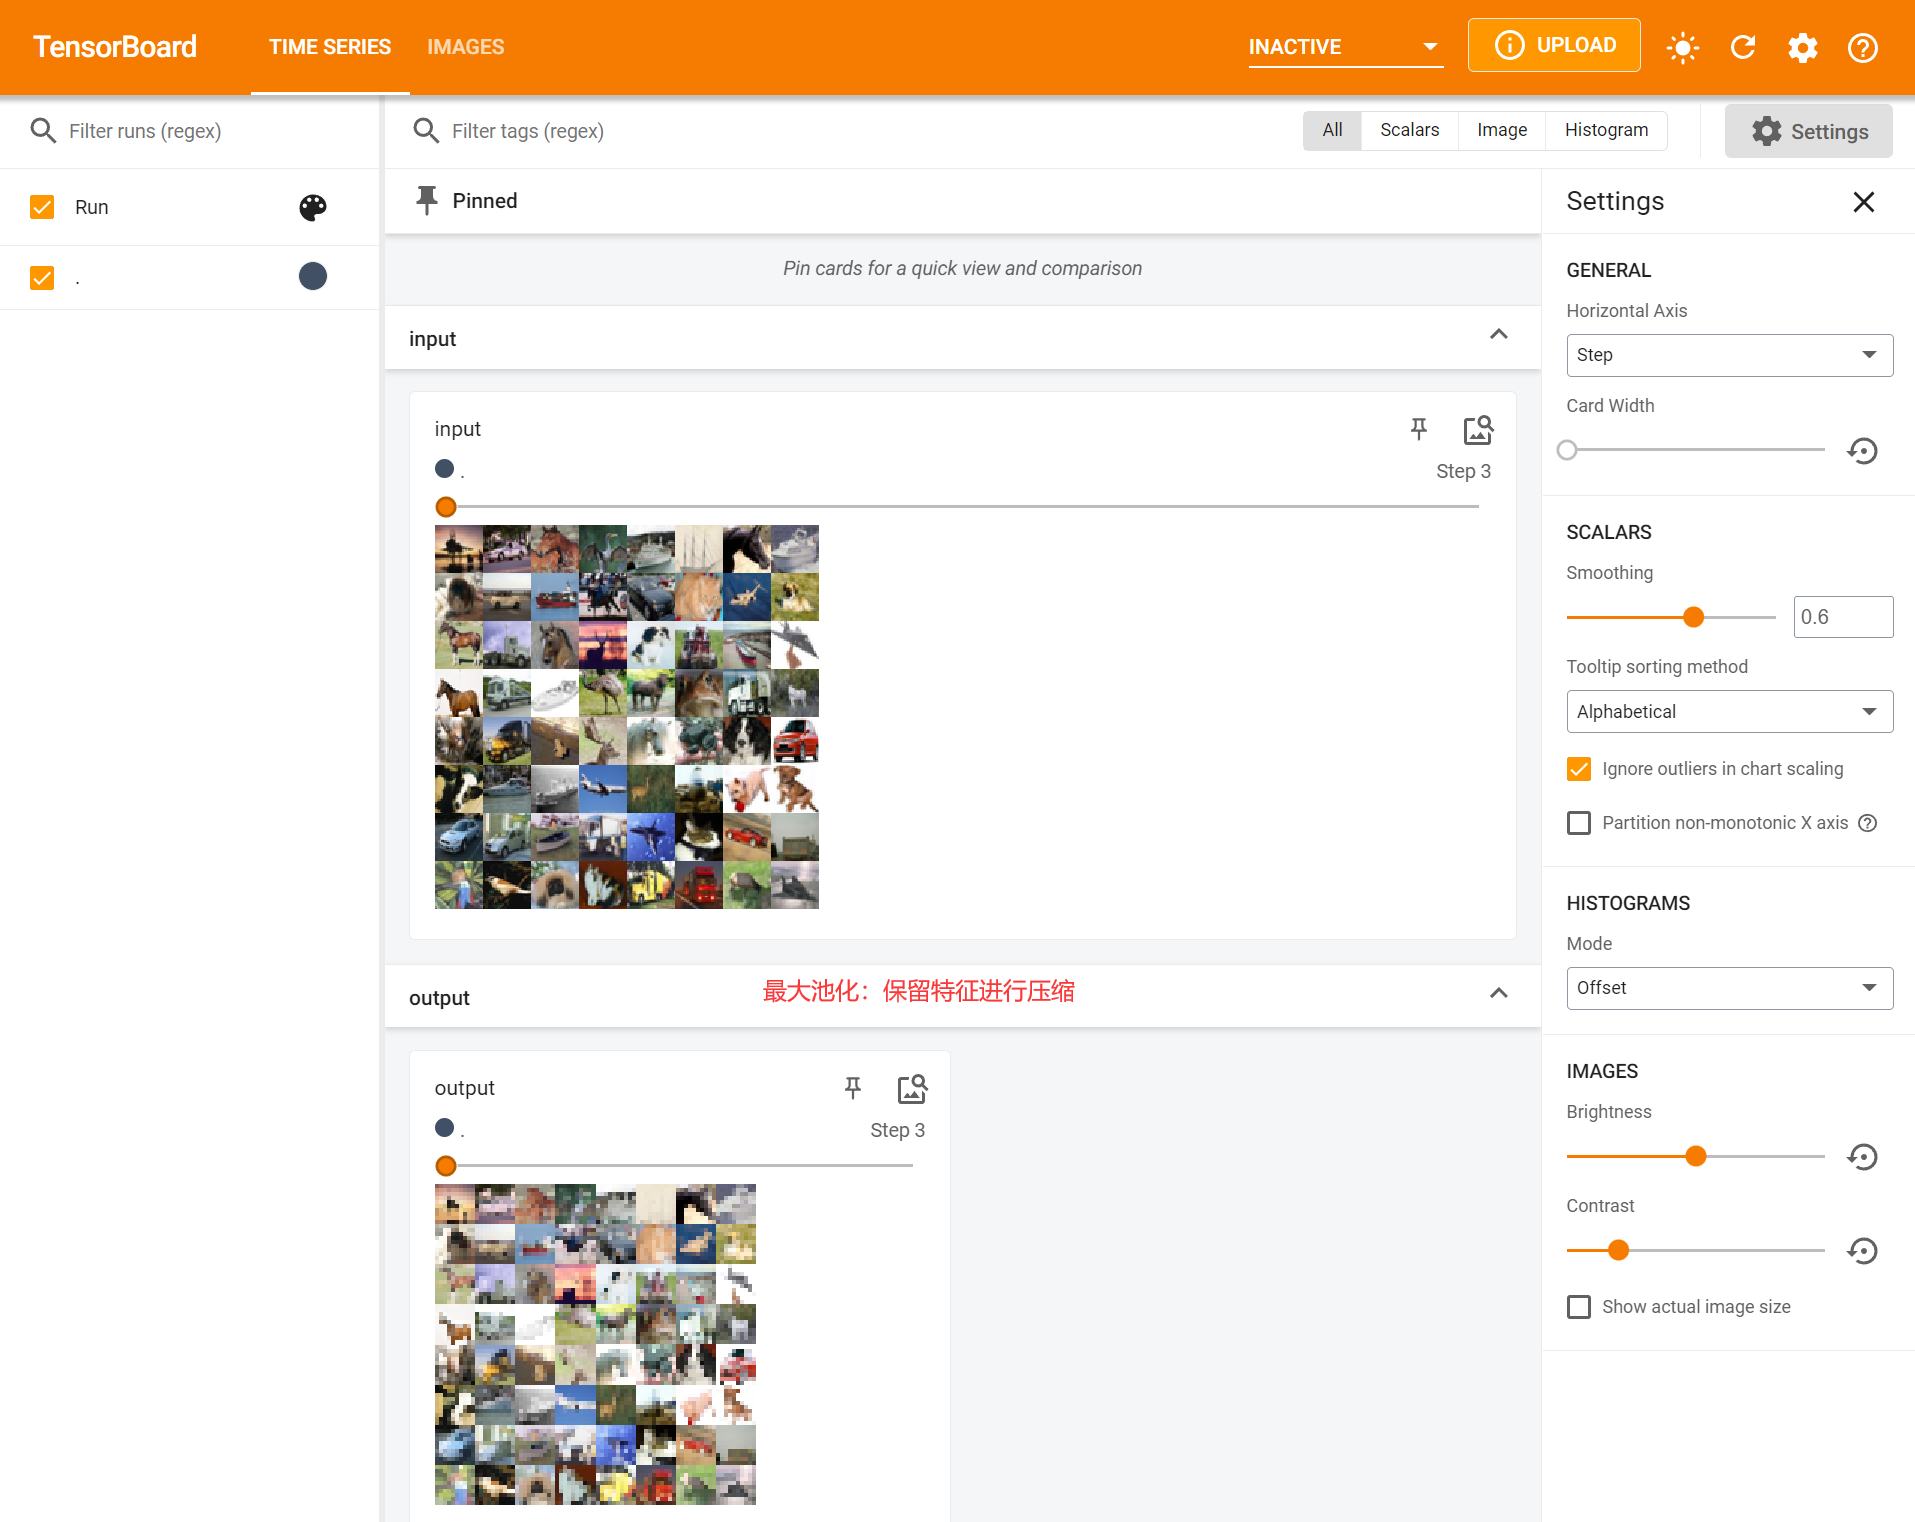 TensorBoard
TIME SERIES
IMAGES
INACTIVE
UPLOAD
Filter runs (regex)
Filter tags (regex)
All
Scalars
Image
Histogram
Settings
Run
.
Pinned
Pin cards for a quick view and comparison
input
input
.
Step 3
output
最大池化：保留特征进行压缩
output
.
Step 3
Settings
GENERAL
Horizontal Axis
Step
Card Width
SCALARS
Smoothing
0.6
Tooltip sorting method
Alphabetical
Ignore outliers in chart scaling
Partition non-monotonic X axis
HISTOGRAMS
Mode
Offset
IMAGES
Brightness
Contrast
Show actual image size